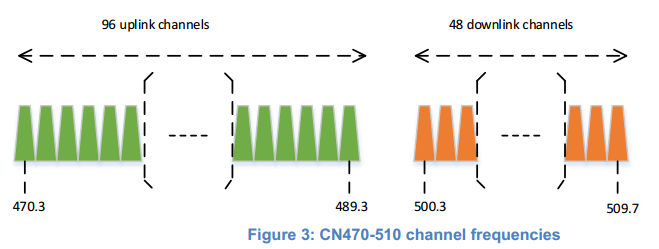 96 uplink channels
48 downlink channels
470.3
489.3
500.3
509.7
Figure 3: CN470-510 channel frequencies